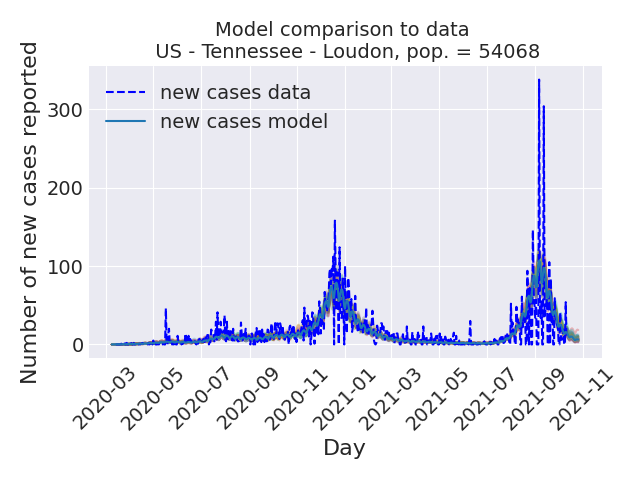 Model comparison to data
US - Tennessee - Loudon, pop. = 54068
Number of new cases reported
300
200
100
0
new cases data
new cases model
2020-03
2020-05
2020-07
2020-09
2020-11
2021-01
2021-03
2021-05
2021-07
2021-09
2021-11
Day